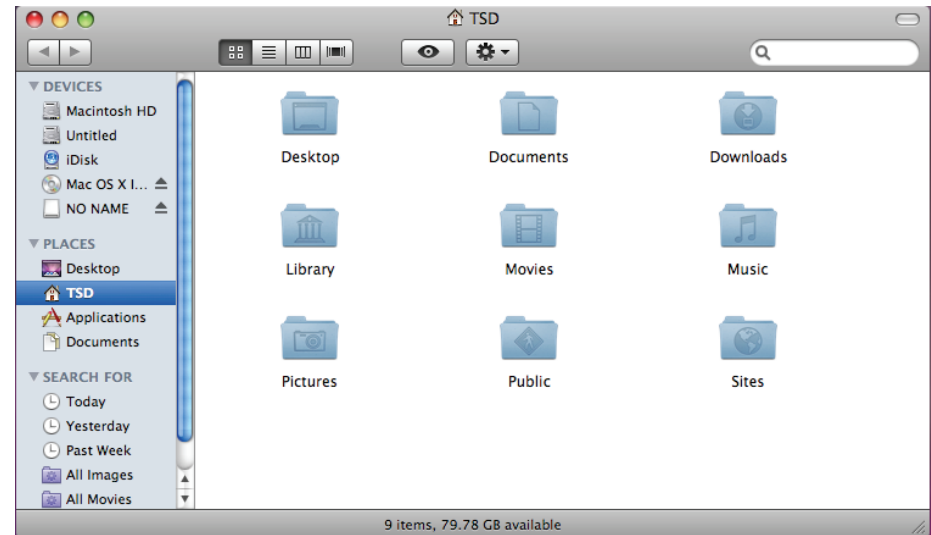 TSD
DEVICES
Macintosh HD
Untitled
iDisk
Mac OS X I...
NO NAME
PLACES
Desktop
TSD
Applications
Documents
SEARCH FOR
Today
Yesterday
Past Week
All Images
All Movies
Desktop Documents Downloads
Library Movies Music
Pictures Public Sites
9 items, 79.78 GB available